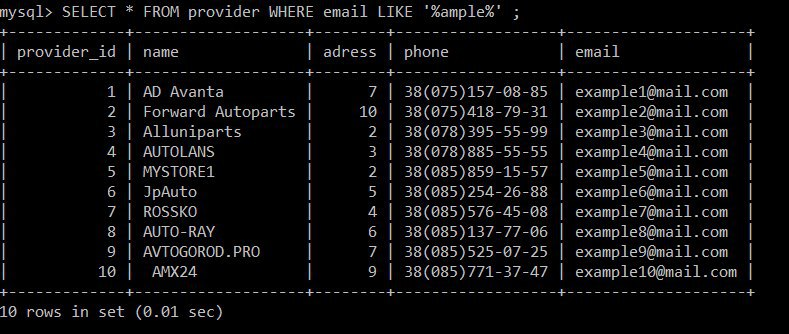 mysql> SELECT * FROM provider WHERE email LIKE '%ample%' ;
+-------------+-------------------+--------+------------------+--------------------+
| provider_id | name              | adress | phone            | email              |
+-------------+-------------------+--------+------------------+--------------------+
|           1 | AD Avanta         |      7 | 38(075)157-08-85 | example1@mail.com  |
|           2 | Forward Autoparts |     10 | 38(075)418-79-31 | example2@mail.com  |
|           3 | Alluniparts       |      2 | 38(078)395-55-99 | example3@mail.com  |
|           4 | AUTOLANS          |      3 | 38(078)885-55-55 | example4@mail.com  |
|           5 | MYSTORE1          |      2 | 38(085)859-15-57 | example5@mail.com  |
|           6 | JpAuto            |      5 | 38(085)254-26-88 | example6@mail.com  |
|           7 | ROSSKO            |      4 | 38(085)576-45-08 | example7@mail.com  |
|           8 | AUTO-RAY          |      6 | 38(085)137-77-06 | example8@mail.com  |
|           9 | AVTOGOROD.PRO     |      7 | 38(085)525-07-25 | example9@mail.com  |
|          10 |  AMX24            |      9 | 38(085)771-37-47 | example10@mail.com |
+-------------+-------------------+--------+------------------+--------------------+
10 rows in set (0.01 sec)